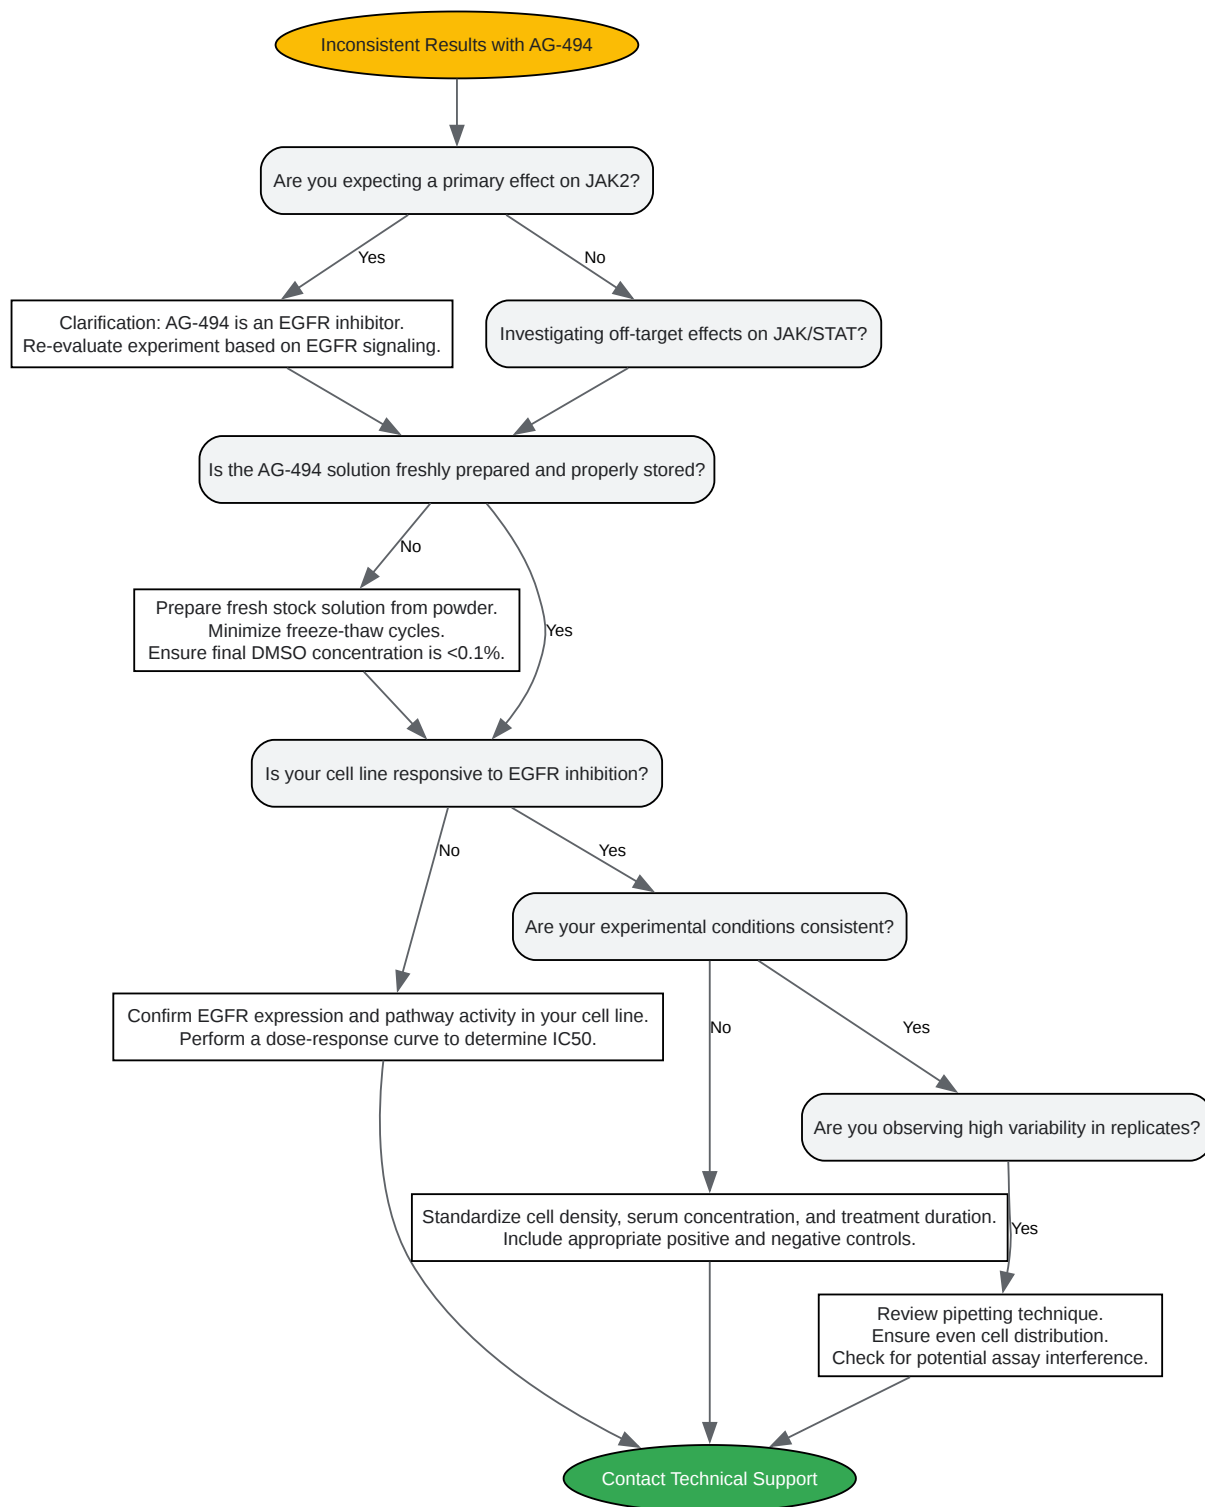 Inconsistent Results with AG-494
Are you expecting a primary effect on JAK2?
Yes
No
Clarification: AG-494 is an EGFR inhibitor.
Re-evaluate experiment based on EGFR signaling.
Investigating off-target effects on JAK/STAT?
Is the AG-494 solution freshly prepared and properly stored?
No
Yes
Prepare fresh stock solution from powder.
Minimize freeze-thaw cycles.
Ensure final DMSO concentration is <0.1%.
Is your cell line responsive to EGFR inhibition?
No
Yes
Are your experimental conditions consistent?
Confirm EGFR expression and pathway activity in your cell line.
Perform a dose-response curve to determine IC50.
No
Yes
Are you observing high variability in replicates?
Standardize cell density, serum concentration, and treatment duration.
Include appropriate positive and negative controls.
Yes
Review pipetting technique.
Ensure even cell distribution.
Check for potential assay interference.
Contact Technical Support